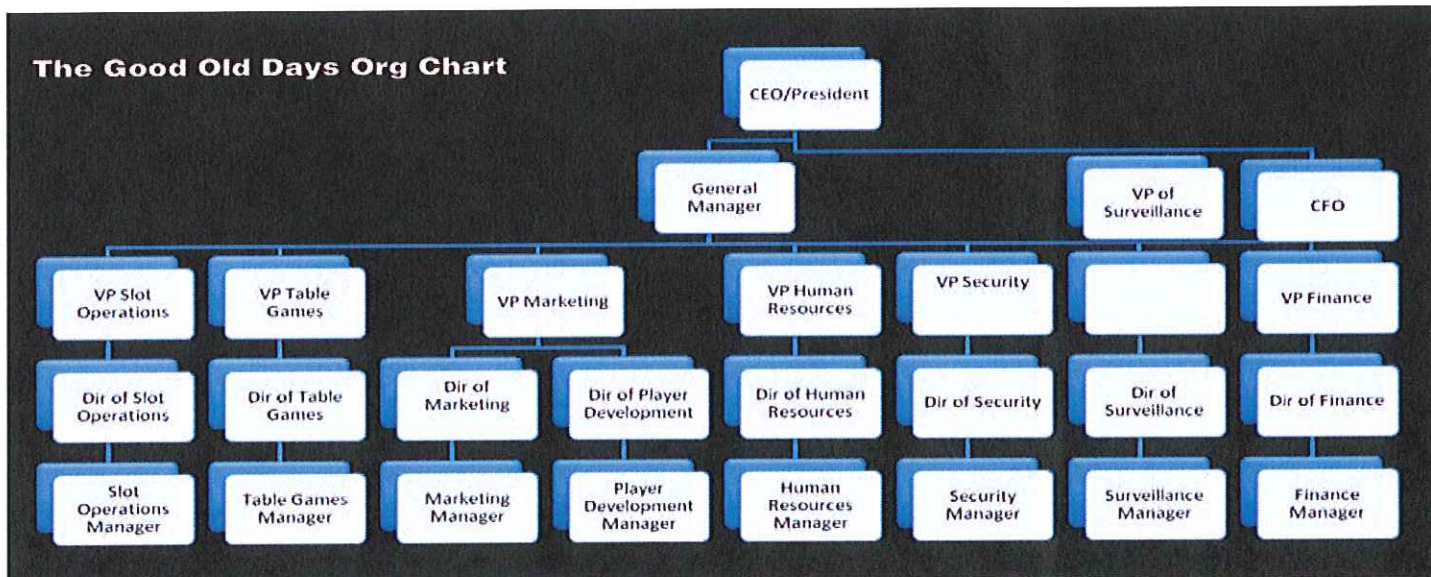 The Good Old Days Org Chart
CEO/President
General
Manager
VP of
Surveillance
CFO
VP Slot
Operations
VP Table
Games
VP Marketing
VP Human
Resources
VP Security
VP Finance
Dir of Slot
Operations
Dir of Table
Games
Dir of
Marketing
Dir of Player
Development
Dir of Human
Resources
Dir of Security
Dir of
Surveillance
Dir of Finance
Slot
Operations
Manager
Table Games
Manager
Marketing
Manager
Player
Development
Manager
Human
Resources
Manager
Security
Manager
Surveillance
Manager
Finance
Manager